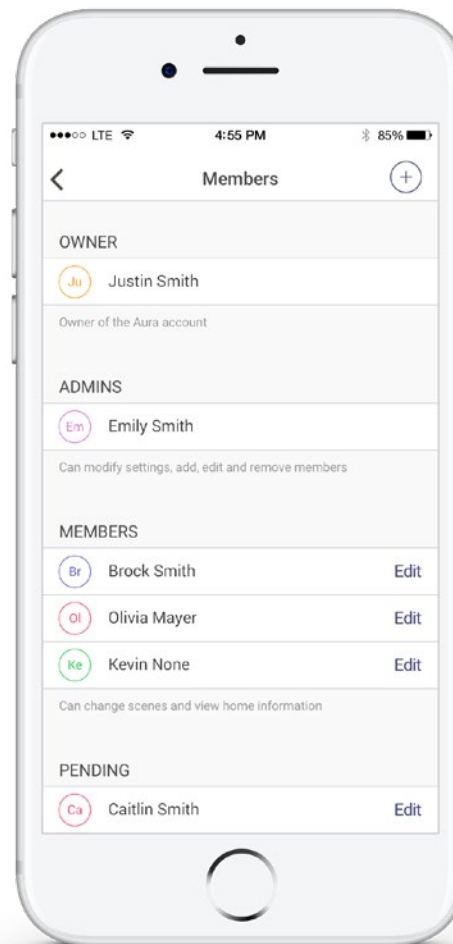 LTE 4:55 PM 85%
Members
OWNER
Ju Justin Smith
Owner of the Aura account
ADMINS
Em Emily Smith
Can modify settings, add, edit and remove members
MEMBERS
Br Brock Smith Edit
Ol Olivia Mayer Edit
Ke Kevin None Edit
Can change scenes and view home information
PENDING
Ca Caitlin Smith Edit